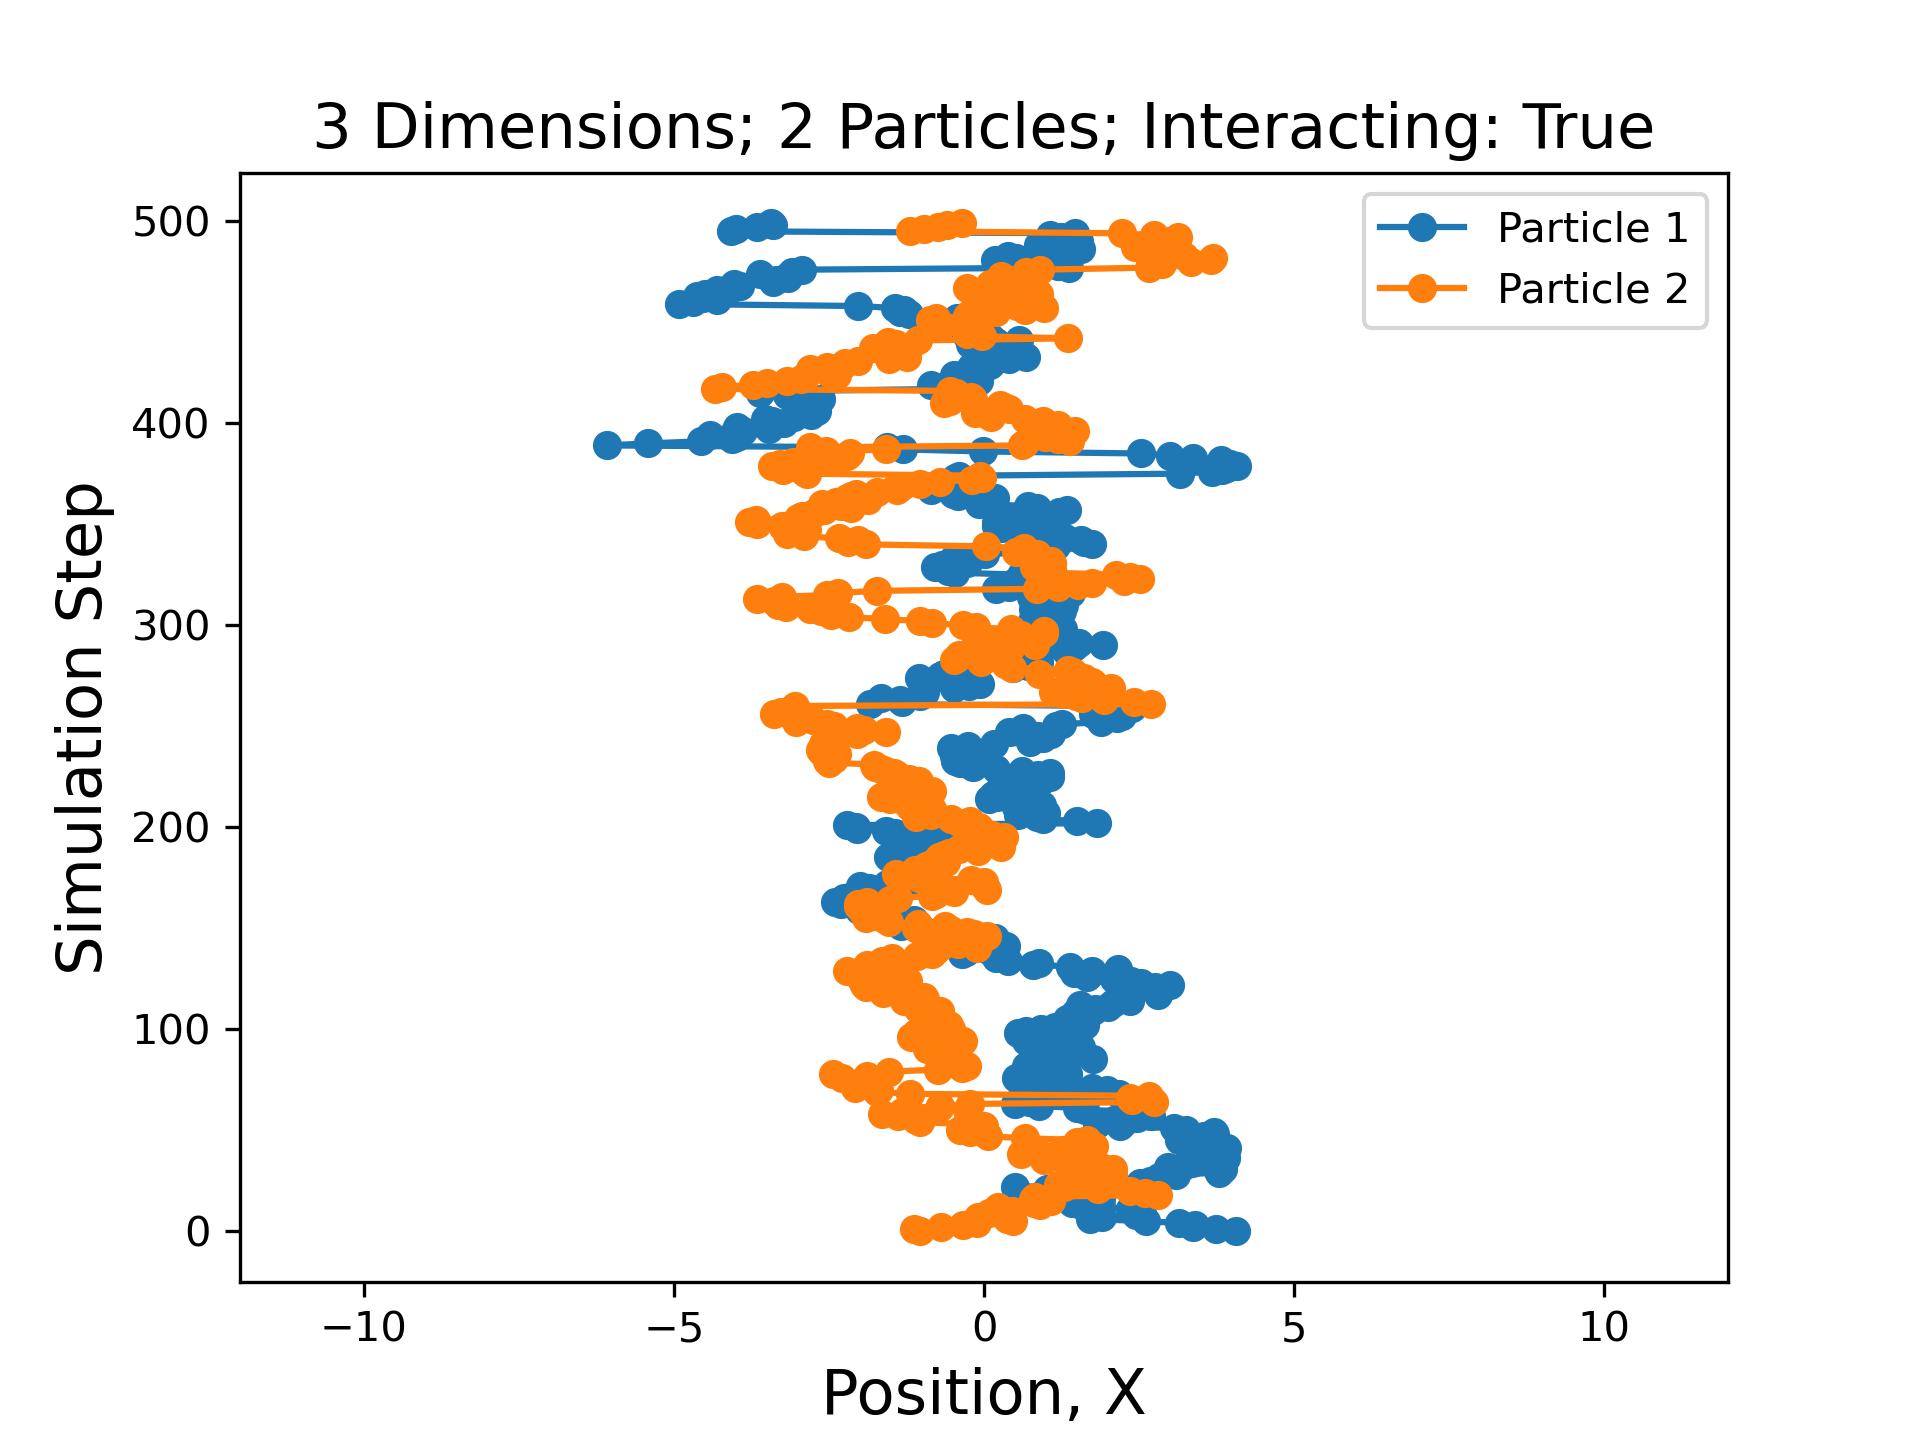 3 Dimensions; 2 Particles; Interacting: True
Particle 1
Particle 2
Simulation Step
500
400
300
200
100
0
−10
−5
0
5
10
Position, X